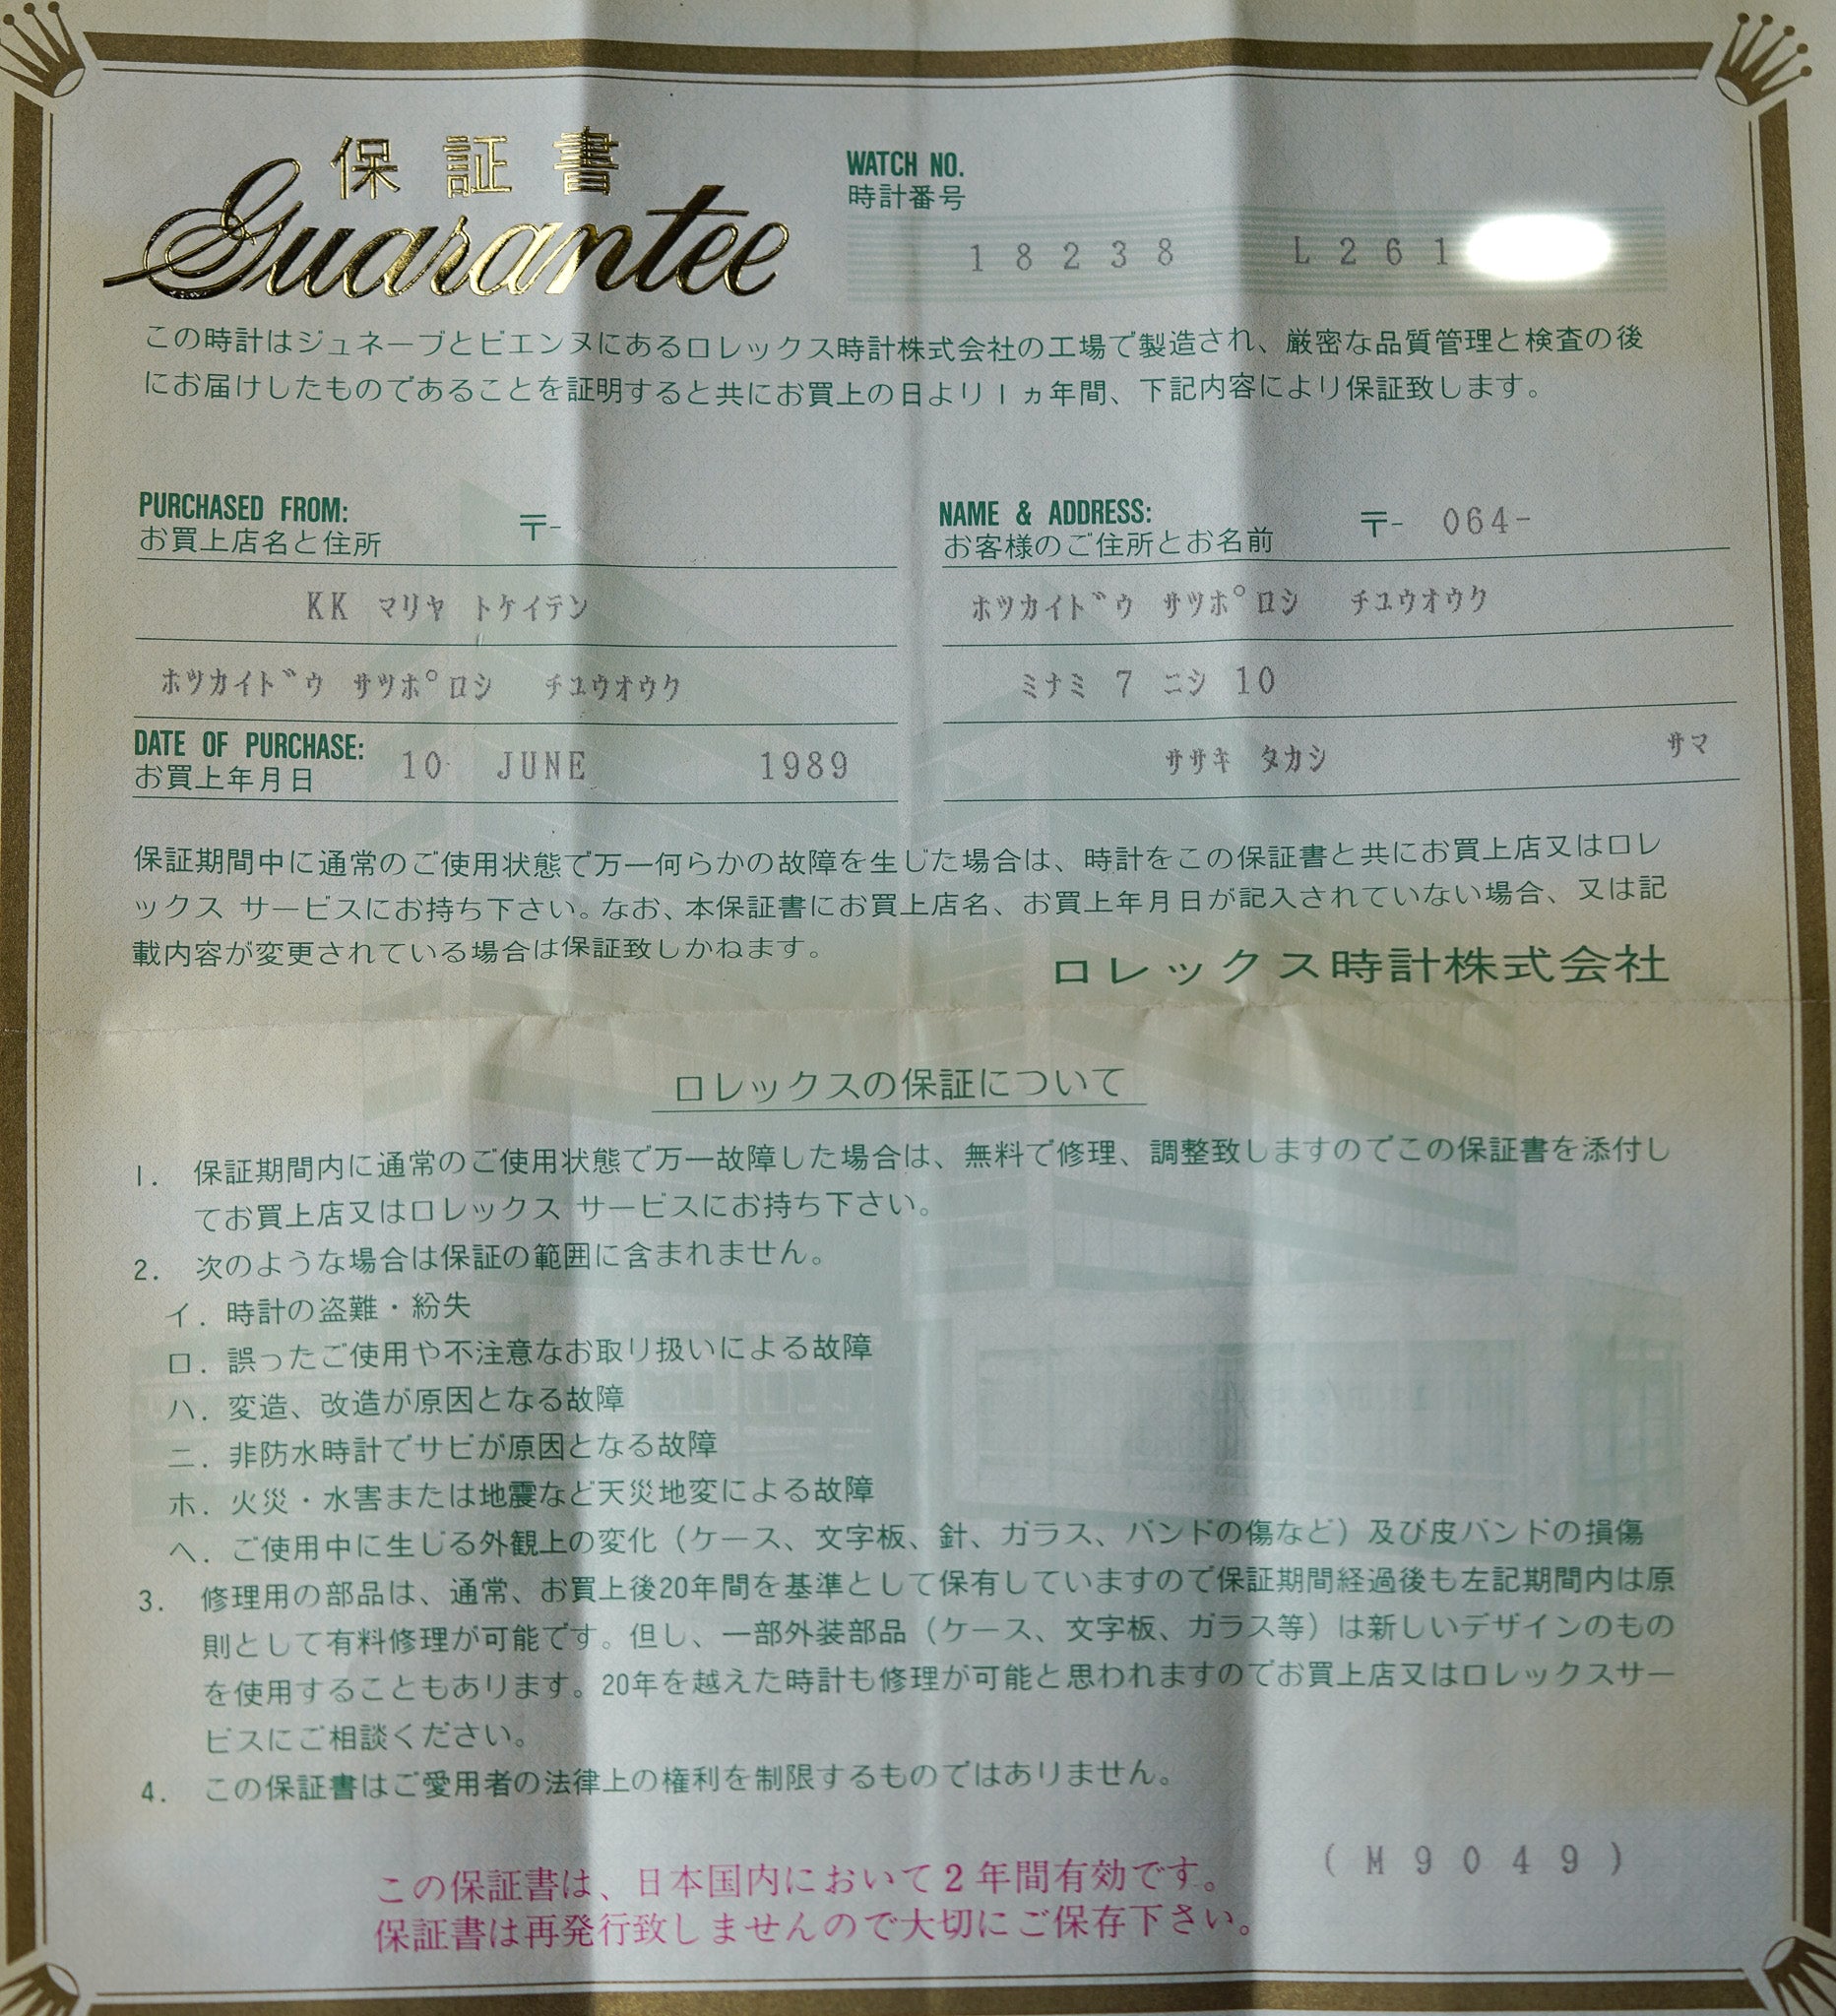 保証書
Guarantee
WATCH NO.
時計番号
18238 L261
この時計はジュネーブとビエンヌにあるロレックス時計株式会社の工場で製造され、厳密な品質管理と検査の後
にお届けしたものであることを証明すると共にお買上の日より1ヵ年間、下記内容により保証致します。
PURCHASED FROM:
お買上店名と住所 〒-
KK マリヤ トケイテン
ホツカイド゛ウ サツホ゜ロシ チユウオウク
DATE OF PURCHASE:
お買上年月日 10 JUNE 1989
NAME & ADDRESS:
お客様のご住所とお名前 〒- 064-
ホツカイト゛ウ サツホ゜ロシ チユウオウク
ミナミ 7 ニシ 10
ササキ タカシ サマ
保証期間中に通常のご使用状態で万一何らかの故障を生じた場合は、時計をこの保証書と共にお買上店又はロレ
ックス サービスにお持ち下さい。なお、本保証書にお買上店名、お買上年月日が記入されていない場合、又は記
載内容が変更されている場合は保証致しかねます。
ロレックス時計株式会社
ロレックスの保証について
1. 保証期間内に通常のご使用状態で万一故障した場合は、無料で修理、調整致しますのでこの保証書を添付し
てお買上店又はロレックス サービスにお持ち下さい。
2. 次のような場合は保証の範囲に含まれません。
イ. 時計の盗難・紛失
ロ. 誤ったご使用や不注意なお取り扱いによる故障
ハ. 変造、改造が原因となる故障
ニ. 非防水時計でサビが原因となる故障
ホ. 火災・水害または地震など天災地変による故障
ヘ. ご使用中に生じる外観上の変化（ケース、文字板、針、ガラス、バンドの傷など）及び皮バンドの損傷
3. 修理用の部品は、通常、お買上後20年間を基準として保有していますので保証期間経過後も左記期間内は原
則として有料修理が可能です。但し、一部外装部品（ケース、文字板、ガラス等）は新しいデザインのもの
を使用することもあります。20年を越えた時計も修理が可能と思われますのでお買上店又はロレックスサー
ビスにご相談ください。
4. この保証書はご愛用者の法律上の権利を制限するものではありません。
(M9049)
この保証書は、日本国内において2年間有効です。
保証書は再発行致しませんので大切にご保存下さい。